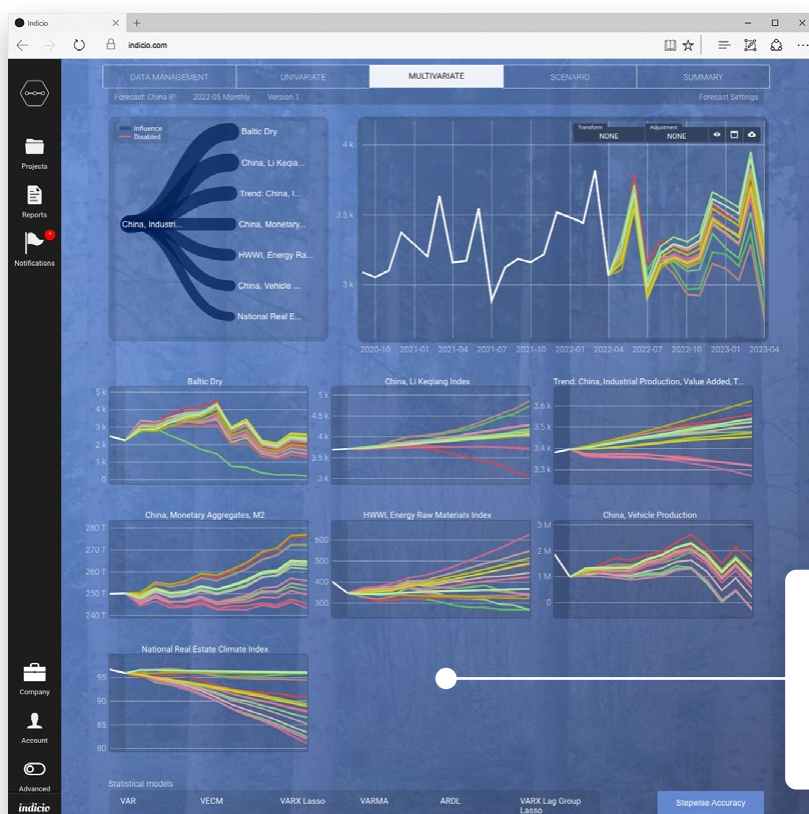 Indicio
indicio.com
DATA MANAGEMENT UNIVARIATE MULTIVARIATE SCENARIO SUMMARY
Forecast: China IP 2022-05 Monthly Version 1 Forecast Settings
Projects
Reports
Notifications
Company
Account
Advanced
indicio
Influence
Disabled
China, Industri...
Baltic Dry
China, Li Keqia...
Trend: China, I...
China, Monetary...
HWWI, Energy Ra...
China, Vehicle ...
National Real E...
Transform
NONE
Adjustment
NONE
4 k
3.5 k
3 k
2020-10 2021-01 2021-04 2021-07 2021-10 2022-01 2022-04 2022-07 2022-10 2023-01 2023-04
Baltic Dry
5 k
4 k
3 k
2 k
1 k
0
China, Li Keqiang Index
5 k
4.5 k
4 k
3.5 k
3 k
Trend: China, Industrial Production, Value Added, T...
3.6 k
3.5 k
3.4 k
3.3 k
China, Monetary Aggregates, M2
280 T
270 T
260 T
250 T
240 T
HWWI, Energy Raw Materials Index
600
500
400
300
China, Vehicle Production
3 M
2 M
1 M
0
National Real Estate Climate Index
95
90
85
80
Statistical models
VAR VECM VARX Lasso VARMA ARDL VARX Lag Group
Lasso
Stepwise Accuracy